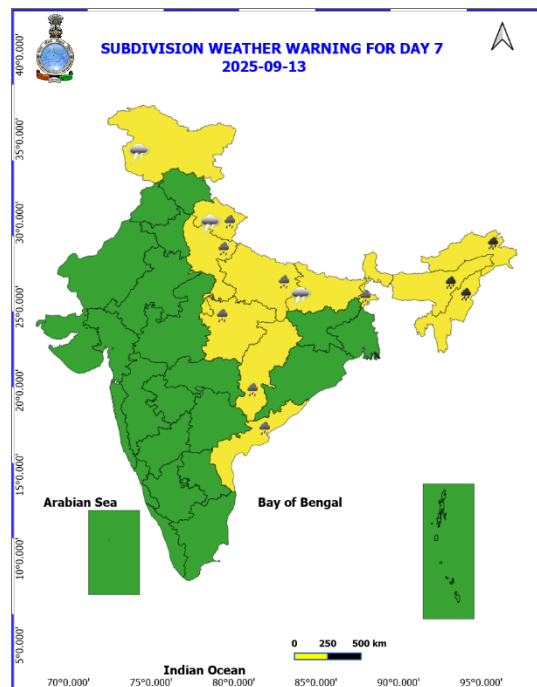 SUBDIVISION WEATHER WARNING FOR DAY 7
2025-09-13
40°0.000'
35°0.000'
30°0.000'
25°0.000'
20°0.000'
15°0.000'
10°0.000'
5°0.000'
Arabian Sea
Bay of Bengal
0 250 500 km
Indian Ocean
70°0.000' 75°0.000' 80°0.000' 85°0.000' 90°0.000' 95°0.000'